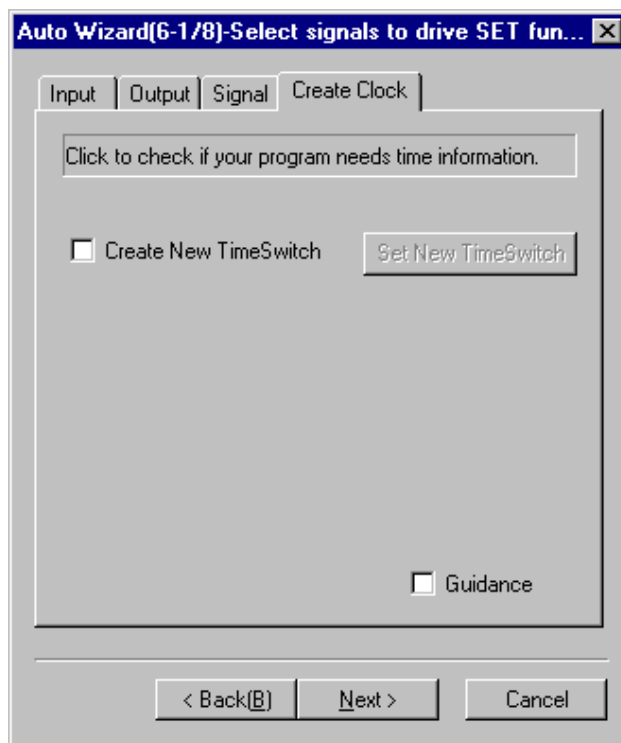 Auto Wizard(6-1/8)-Select signals to drive SET fun...
Input Output Signal Create Clock
Click to check if your program needs time information.
Create New TimeSwitch Set New TimeSwitch
Guidance
< Back(B) Next > Cancel